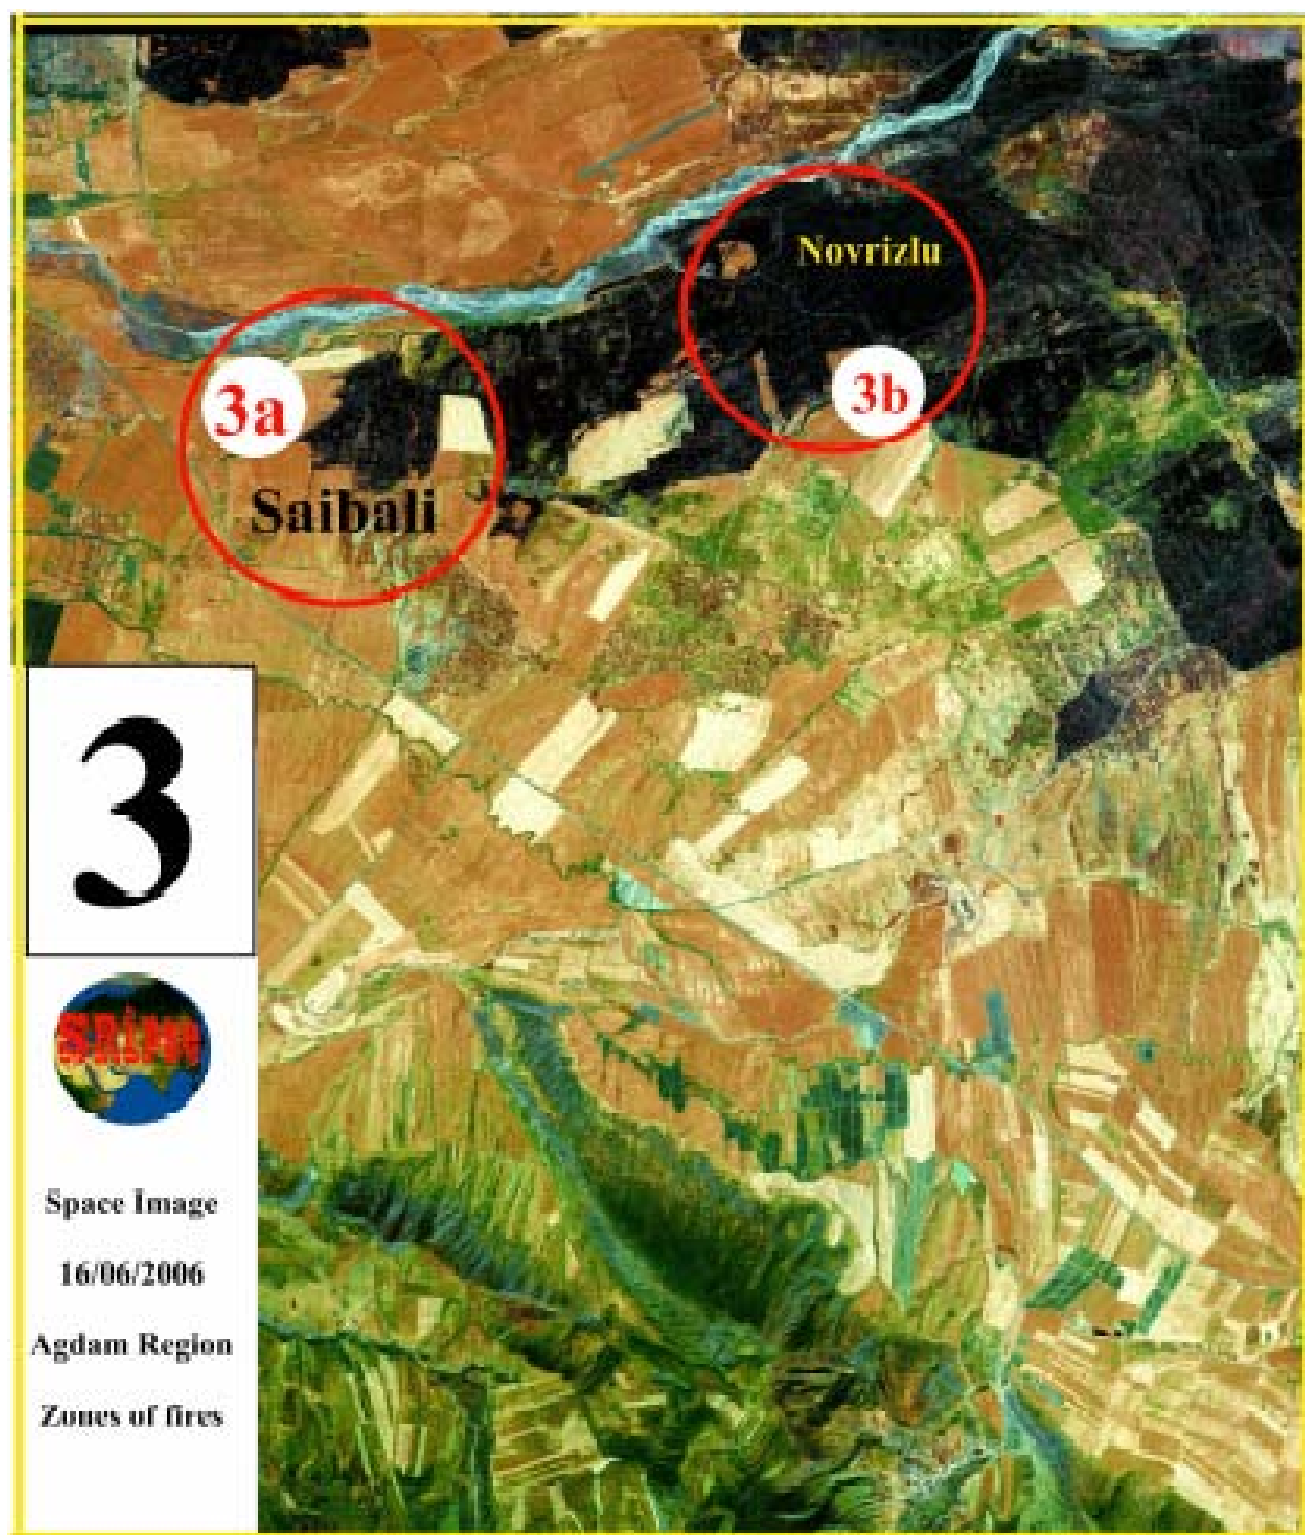 Novrizlu
3a
3b
Saibali
3
Space Image
16/06/2006
Agdam Region
Zones of fires